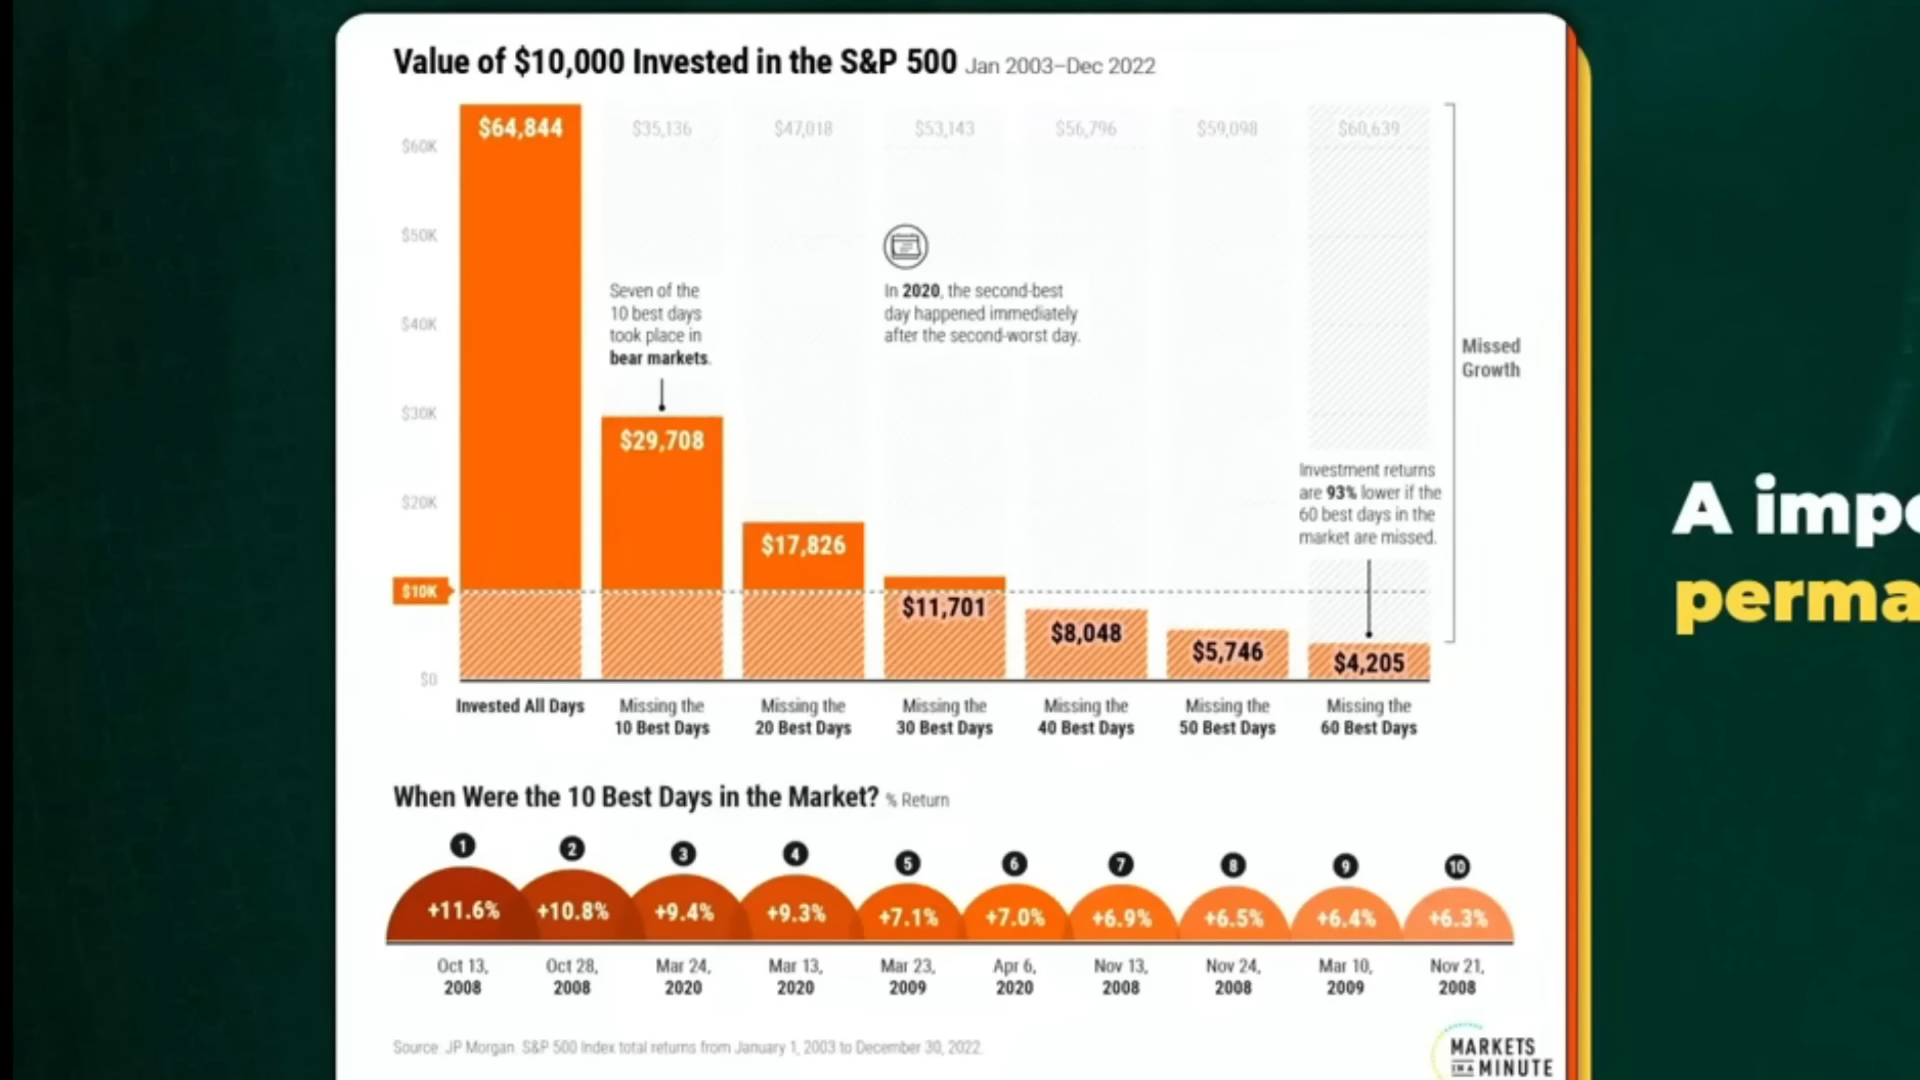 Value of $10,000 Invested in the S&P 500 Jan 2003–Dec 2022
$64,844 $35,136 $47,018 $53,143 $56,796 $59,098 $60,639
$60K
$50K
$40K
$30K
$20K
$10K
$0
Seven of the
10 best days
took place in
bear markets.
In 2020, the second-best
day happened immediately
after the second-worst day.
Missed
Growth
Investment returns
are 93% lower if the
60 best days in the
market are missed.
$29,708
$17,826
$11,701
$8,048
$5,746
$4,205
Invested All Days
Missing the
10 Best Days
Missing the
20 Best Days
Missing the
30 Best Days
Missing the
40 Best Days
Missing the
50 Best Days
Missing the
60 Best Days
A impo
perma
When Were the 10 Best Days in the Market? % Return
1 2 3 4 5 6 7 8 9 10
+11.6% +10.8% +9.4% +9.3% +7.1% +7.0% +6.9% +6.5% +6.4% +6.3%
Oct 13, Oct 28, Mar 24, Mar 13, Mar 23, Apr 6, Nov 13, Nov 24, Mar 10, Nov 21,
2008 2008 2020 2020 2009 2020 2008 2008 2009 2008
Source: JP Morgan. S&P 500 Index total returns from January 1, 2003 to December 30, 2022.
MARKETS
IN A MINUTE